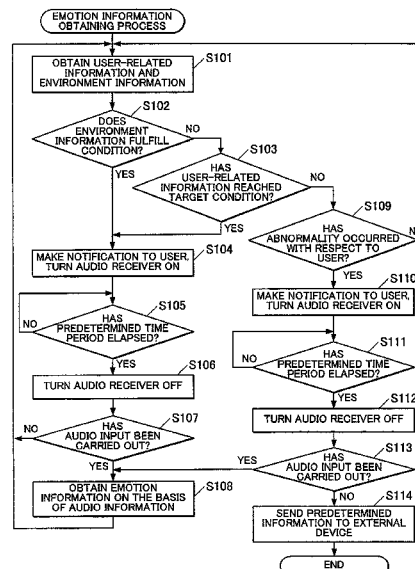 EMOTION INFORMATION
OBTAINING PROCESS
S101
OBTAIN USER-RELATED
INFORMATION AND
ENVIRONMENT INFORMATION
S102
DOES
ENVIRONMENT
INFORMATION FULFILL
CONDITION?
NO
YES
S103
HAS
USER-RELATED
INFORMATION REACHED
TARGET CONDITION?
NO
YES
S104
MAKE NOTIFICATION TO USER,
TURN AUDIO RECEIVER ON
S105
HAS
PREDETERMINED TIME
PERIOD ELAPSED?
NO
YES
S106
TURN AUDIO RECEIVER OFF
S107
HAS
AUDIO INPUT BEEN
CARRIED OUT?
NO
YES
S108
OBTAIN EMOTION
INFORMATION ON THE BASIS
OF AUDIO INFORMATION
S109
HAS
ABNORMALITY OCCURRED
WITH RESPECT TO
USER?
NO
YES
S110
MAKE NOTIFICATION TO USER,
TURN AUDIO RECEIVER ON
S111
HAS
PREDETERMINED TIME
PERIOD ELAPSED?
NO
YES
S112
TURN AUDIO RECEIVER OFF
S113
HAS
AUDIO INPUT BEEN
CARRIED OUT?
YES
NO
S114
SEND PREDETERMINED
INFORMATION TO EXTERNAL
DEVICE
END